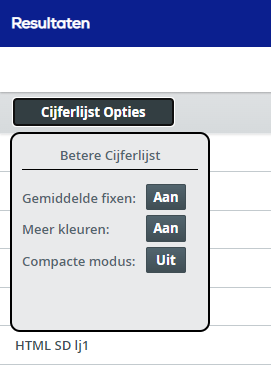 Resultaten
Cijferlijst Opties
Betere Cijferlijst
Gemiddelde fixen: Aan
Meer kleuren: Aan
Compacte modus: Uit
HTML SD lj1